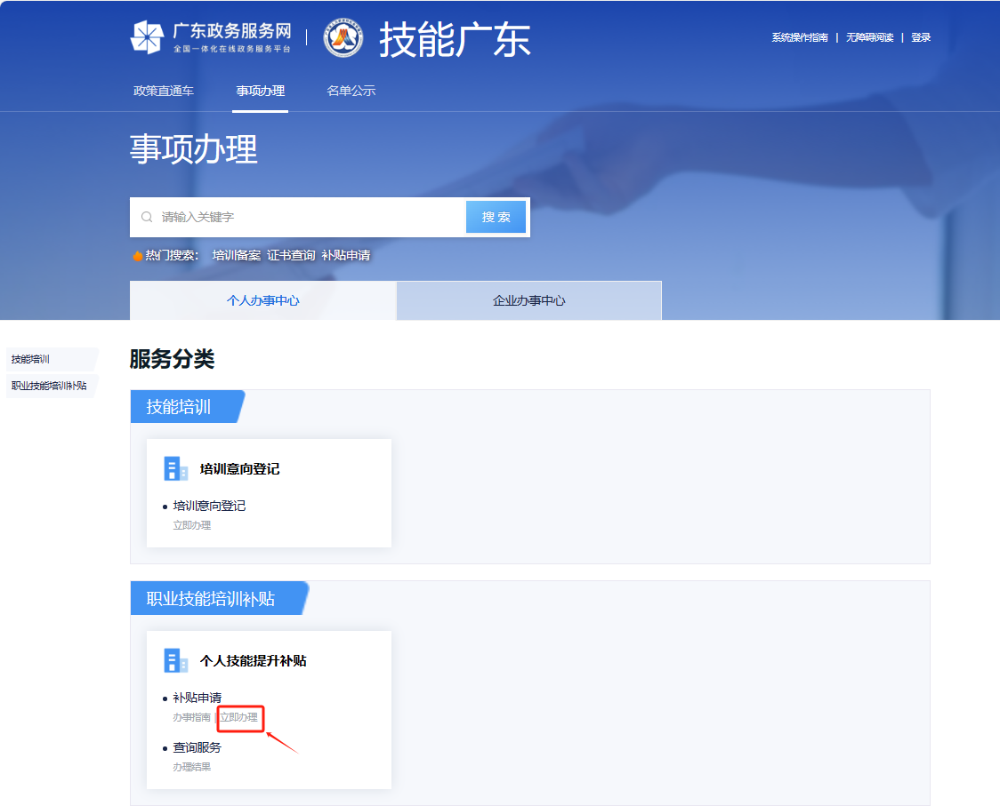 广东政务服务网
全国一体化在线政务服务平台
技能广东
系统操作指南 | 无障碍阅读 | 登录
政策直通车 事项办理 名单公示
事项办理
请输入关键字 搜索
热门搜索： 培训备案 证书查询 补贴申请
个人办事中心 企业办事中心
技能培训
职业技能培训补贴
服务分类
技能培训
培训意向登记
培训意向登记
立即办理
职业技能培训补贴
个人技能提升补贴
补贴申请
办事指南 | 立即办理
查询服务
办理结果